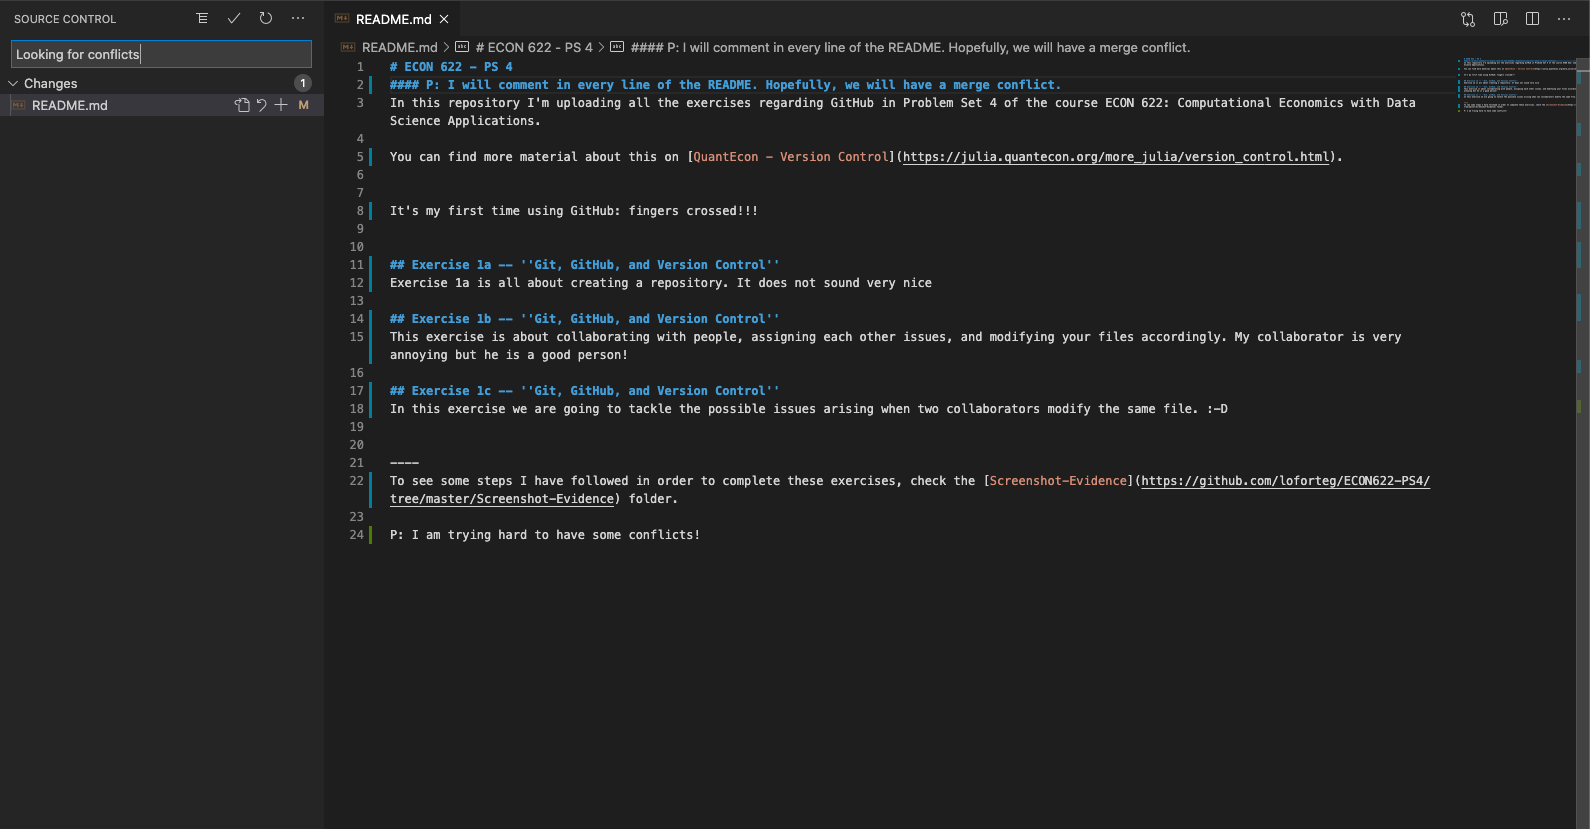 SOURCE CONTROL
README.md
Looking for conflicts
README.md > # ECON 622 - PS 4 > #### P: I will comment in every line of the README. Hopefully, we will have a merge conflict.
Changes 1
README.md M
1 # ECON 622 - PS 4
2 #### P: I will comment in every line of the README. Hopefully, we will have a merge conflict.
3 In this repository I'm uploading all the exercises regarding GitHub in Problem Set 4 of the course ECON 622: Computational Economics with Data
Science Applications.
4
5 You can find more material about this on [QuantEcon - Version Control](https://julia.quantecon.org/more_julia/version_control.html).
6
7
8 It's my first time using GitHub: fingers crossed!!!
9
10
11 ## Exercise 1a -- ''Git, GitHub, and Version Control''
12 Exercise 1a is all about creating a repository. It does not sound very nice
13
14 ## Exercise 1b -- ''Git, GitHub, and Version Control''
15 This exercise is about collaborating with people, assigning each other issues, and modifying your files accordingly. My collaborator is very
annoying but he is a good person!
16
17 ## Exercise 1c -- ''Git, GitHub, and Version Control''
18 In this exercise we are going to tackle the possible issues arising when two collaborators modify the same file. :-D
19
20
21 ----
22 To see some steps I have followed in order to complete these exercises, check the [Screenshot-Evidence](https://github.com/loforteg/ECON622-PS4/
tree/master/Screenshot-Evidence) folder.
23
24 P: I am trying hard to have some conflicts!